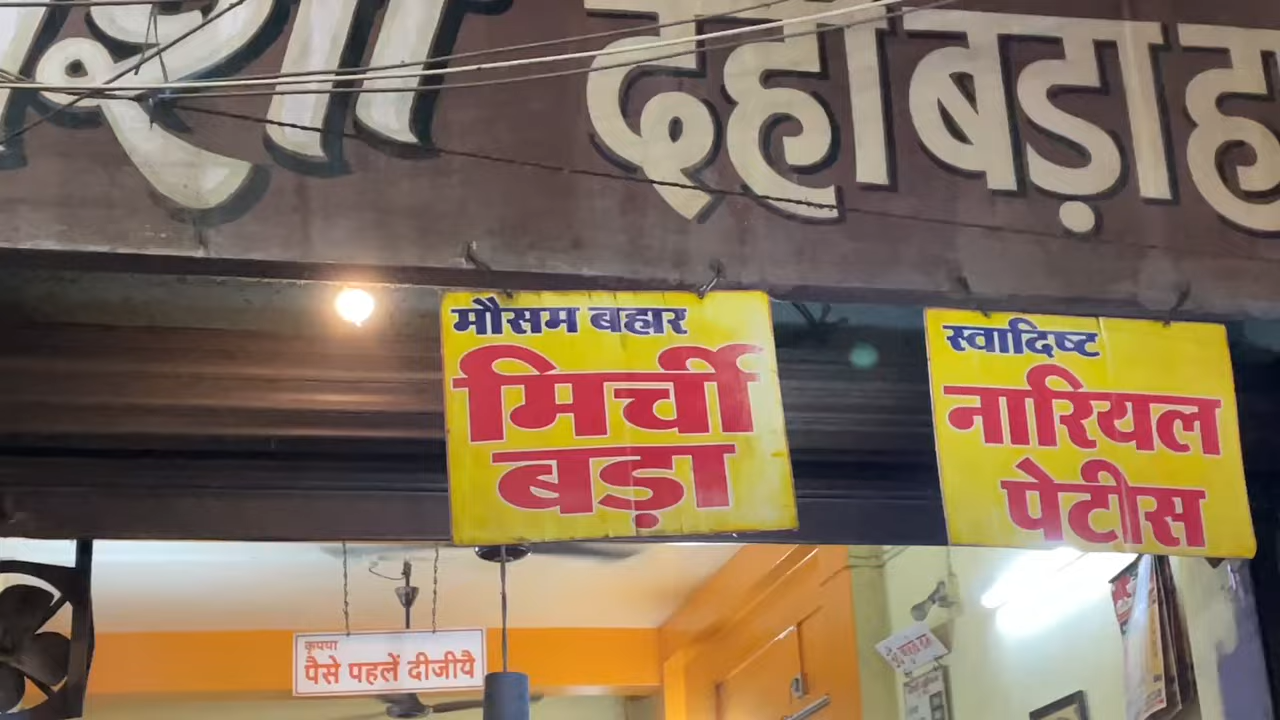 दहीबड़ा
मौसम बहार
मिर्ची
बड़ा
स्वादिष्ट
नारियल
पेटीस
कृपया
पैसे पहलें दीजीयै